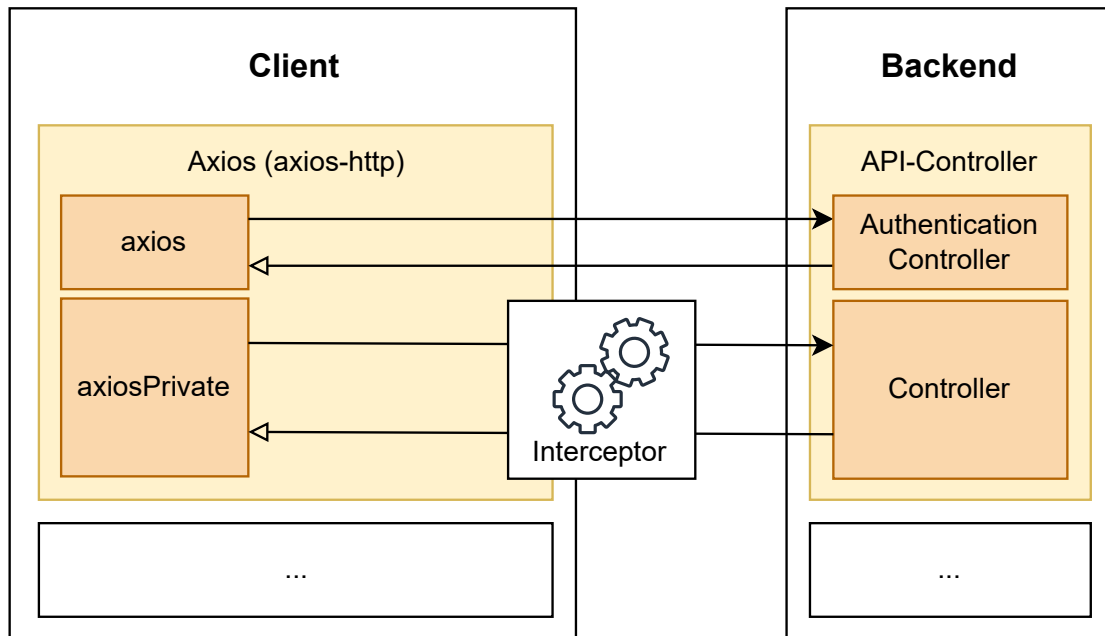 Client
Axios (axios-http)
axios
axiosPrivate
Interceptor
...
Backend
API-Controller
Authentication
Controller
Controller
...